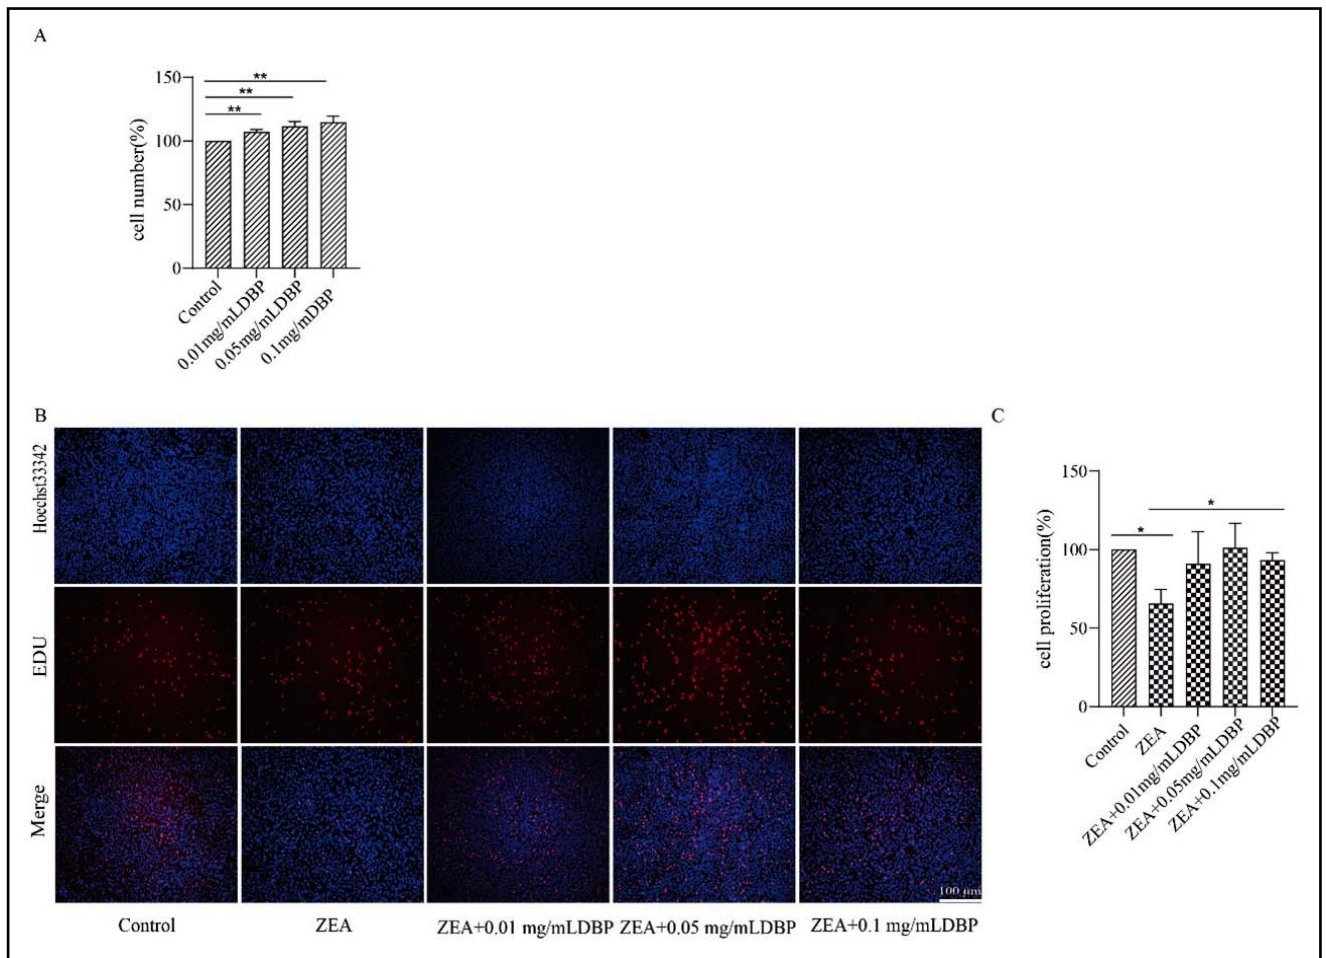 A
**
**
**
150
100
50
0
cell number(%)
Control
0.01mg/mLDBP
0.05mg/mLDBP
0.1mg/mDBP
B
Hoechst33342
EDU
Merge
100 μm
Control
ZEA
ZEA+0.01 mg/mLDBP
ZEA+0.05 mg/mLDBP
ZEA+0.1 mg/mLDBP
C
150
100
50
0
cell proliferation(%)
*
*
Control
ZEA
ZEA+0.01mg/mLDBP
ZEA+0.05mg/mLDBP
ZEA+0.1mg/mLDBP